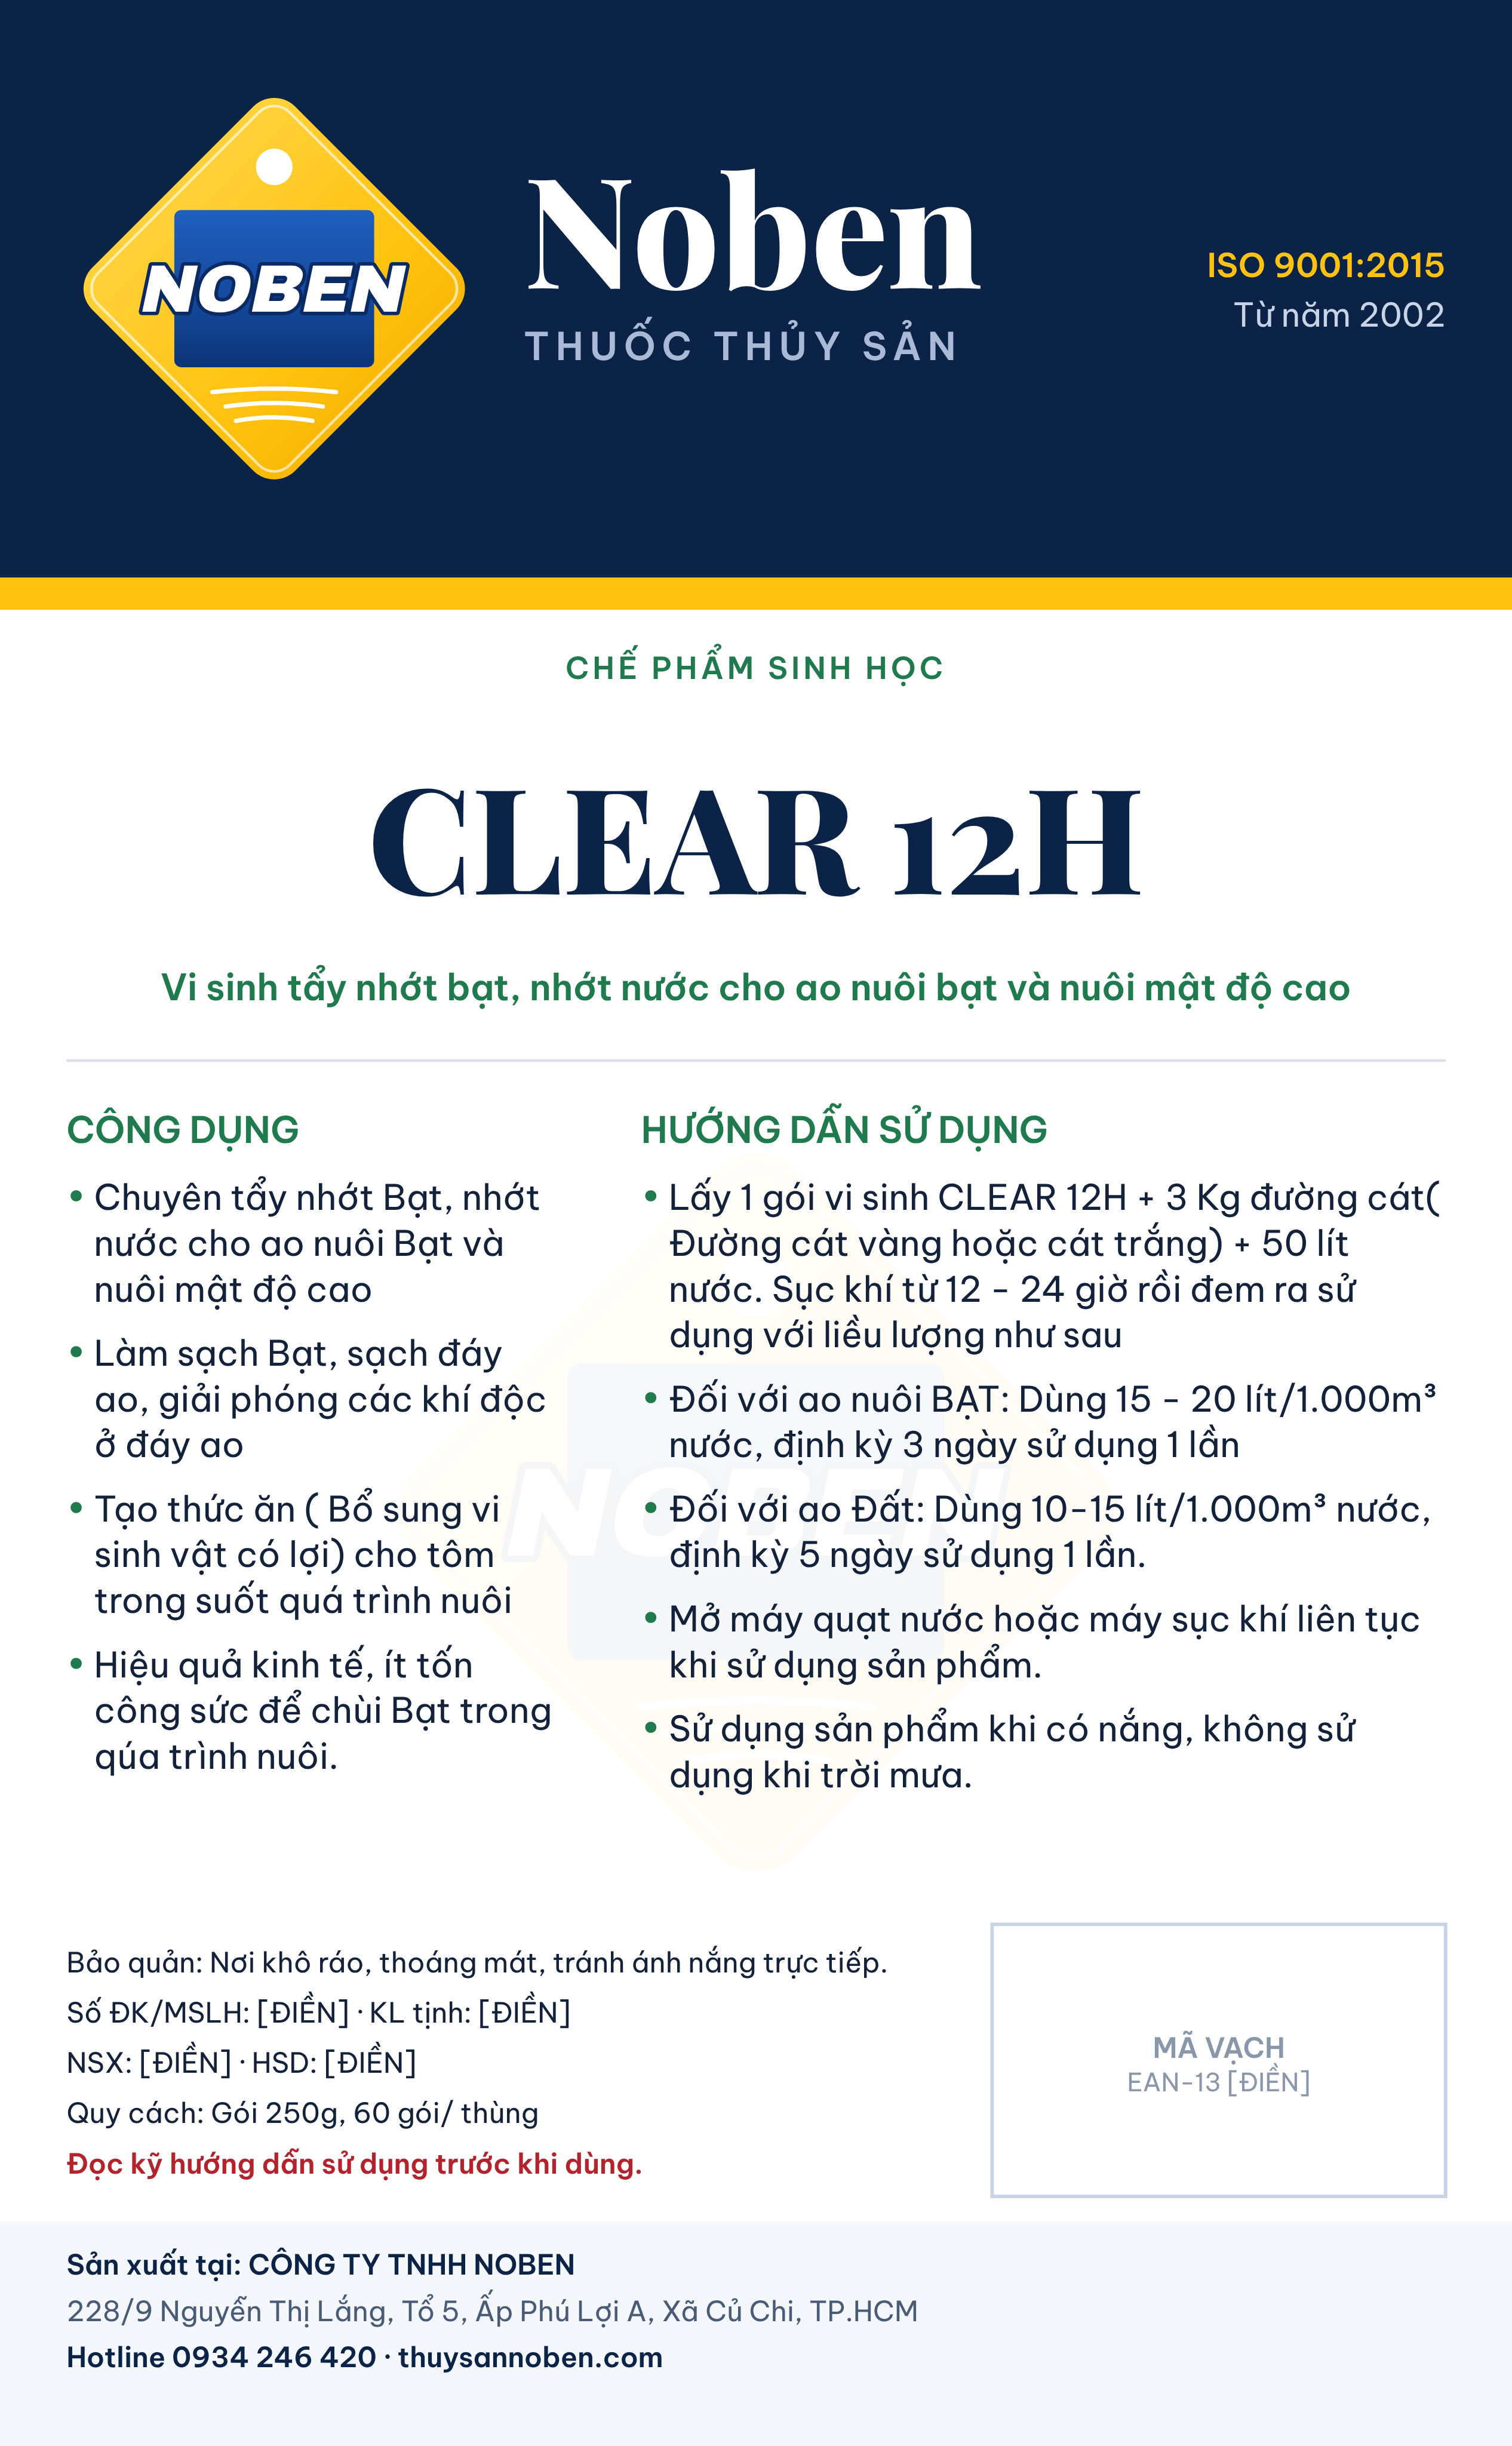 NOBEN
Noben
THUỐC THỦY SẢN
ISO 9001:2015
Từ năm 2002
CHẾ PHẨM SINH HỌC
CLEAR 12H
Vi sinh tẩy nhớt bạt, nhớt nước cho ao nuôi bạt và nuôi mật độ cao
CÔNG DỤNG
• Chuyên tẩy nhớt Bạt, nhớt
nước cho ao nuôi Bạt và
nuôi mật độ cao
• Làm sạch Bạt, sạch đáy
ao, giải phóng các khí độc
ở đáy ao
• Tạo thức ăn ( Bổ sung vi
sinh vật có lợi) cho tôm
trong suốt quá trình nuôi
• Hiệu quả kinh tế, ít tốn
công sức để chùi Bạt trong
qúa trình nuôi.
HƯỚNG DẪN SỬ DỤNG
• Lấy 1 gói vi sinh CLEAR 12H + 3 Kg đường cát(
Đường cát vàng hoặc cát trắng) + 50 lít
nước. Sục khí từ 12 - 24 giờ rồi đem ra sử
dụng với liều lượng như sau
• Đối với ao nuôi BẠT: Dùng 15 - 20 lít/1.000m³
nước, định kỳ 3 ngày sử dụng 1 lần
• Đối với ao Đất: Dùng 10-15 lít/1.000m³ nước,
định kỳ 5 ngày sử dụng 1 lần.
• Mở máy quạt nước hoặc máy sục khí liên tục
khi sử dụng sản phẩm.
• Sử dụng sản phẩm khi có nắng, không sử
dụng khi trời mưa.
NOBEN
Bảo quản: Nơi khô ráo, thoáng mát, tránh ánh nắng trực tiếp.
Số ĐK/MSLH: [ĐIỀN] · KL tịnh: [ĐIỀN]
NSX: [ĐIỀN] · HSD: [ĐIỀN]
Quy cách: Gói 250g, 60 gói/ thùng
Đọc kỹ hướng dẫn sử dụng trước khi dùng.
MÃ VẠCH
EAN-13 [ĐIỀN]
Sản xuất tại: CÔNG TY TNHH NOBEN
228/9 Nguyễn Thị Lắng, Tổ 5, Ấp Phú Lợi A, Xã Củ Chi, TP.HCM
Hotline 0934 246 420 · thuysannoben.com